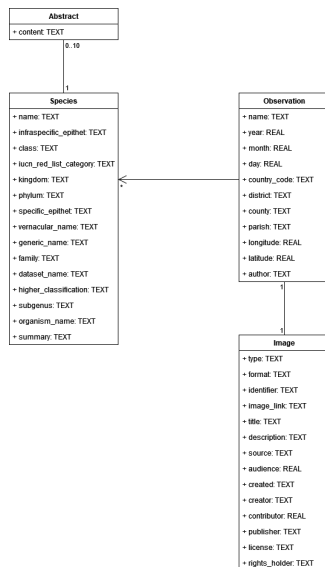 Abstract
+ content: TEXT
0..10
1
Species
+ name: TEXT
+ infraspecific_epithet: TEXT
+ class: TEXT
+ iucn_red_list_category: TEXT
+ kingdom: TEXT
+ phylum: TEXT
+ specific_epithet: TEXT
+ vernacular_name: TEXT
+ generic_name: TEXT
+ family: TEXT
+ dataset_name: TEXT
+ higher_classification: TEXT
+ subgenus: TEXT
+ organism_name: TEXT
+ summary: TEXT
*
Observation
+ name: TEXT
+ year: REAL
+ month: REAL
+ day: REAL
+ country_code: TEXT
+ district: TEXT
+ county: TEXT
+ parish: TEXT
+ longitude: REAL
+ latitude: REAL
+ author: TEXT
1
1
Image
+ type: TEXT
+ format: TEXT
+ identifier: TEXT
+ image_link: TEXT
+ title: TEXT
+ description: TEXT
+ source: TEXT
+ audience: REAL
+ created: TEXT
+ creator: TEXT
+ contributor: REAL
+ publisher: TEXT
+ license: TEXT
+ rights_holder: TEXT